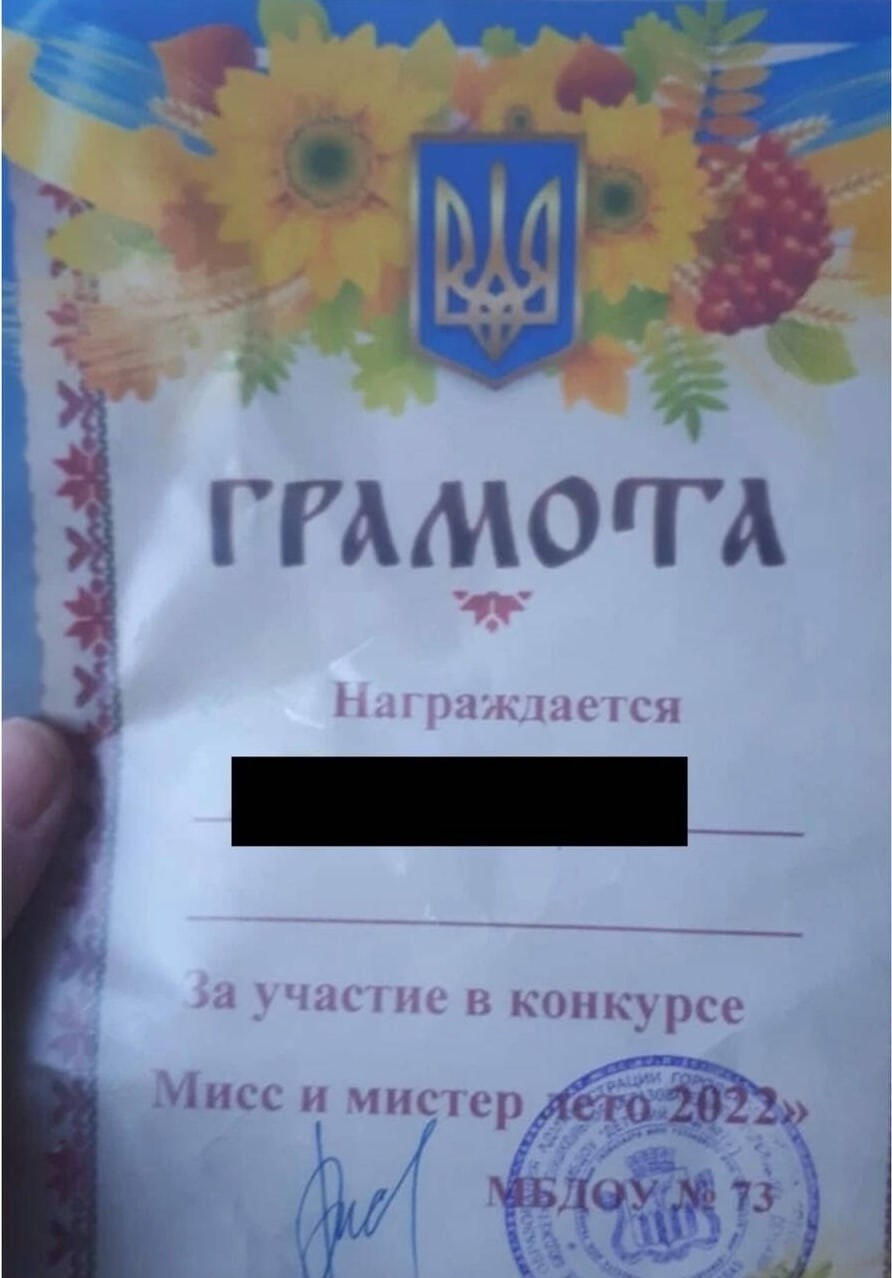 ГРАМОТА
Награждается
За участие в конкурсе
Мисс и мистер лето 2022»
МБДОУ № 73